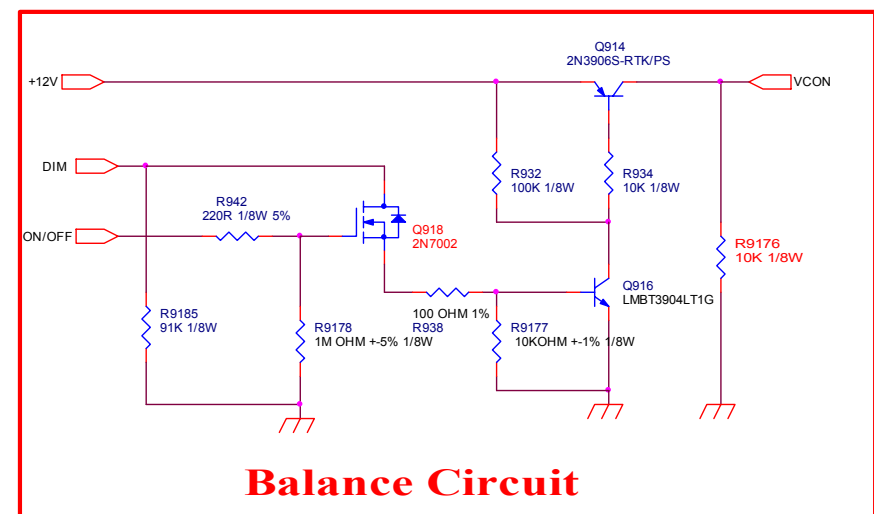 Q914
2N3906S-RTK/PS
+12V
VCON
DIM
R942
220R 1/8W 5%
R932
100K 1/8W
R934
10K 1/8W
ON/OFF
Q918
2N7002
R9176
10K 1/8W
Q916
LMBT3904LT1G
R9185
91K 1/8W
R9178
1M OHM +-5% 1/8W
100 OHM 1%
R938
R9177
10KOHM +-1% 1/8W
Balance Circuit